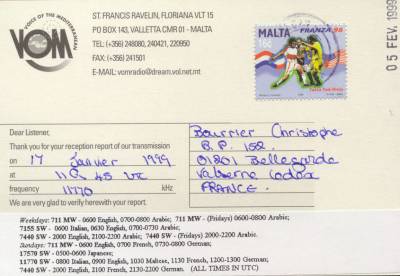 VOICE OF THE MEDITERRANEAN
VOM
ST. FRANCIS RAVELIN, FLORIANA VLT 15
PO BOX 143, VALLETTA CMR 01 - MALTA
TEL: (+356) 248080, 240421, 220950
FAX: (+356) 241501
E-MAIL: vomradio@dream.vol.net.mt
MALTA FRANZA 98
16c
05 FEV. 1999
Dear Listener,
Thank you for your reception report of our transmission
on 17 Janver 1999
at 11 45 utc
frequency 11770 kHz
We are very glad to verify herewith your report.
Bourrier Christophe
B.P. 152
01201 Bellegarde
Cedex
FRANCE.
Weekdays: 711 MW - 0600 English, 0700-0800 Arabic; 711 MW - (Fridays) 0600-0800 Arabic;
7155 SW - 0600 Italian, 0630 English, 0700-0730 Arabic;
7440 SW - 2000 English, 2100-2200 Arabic; 7440 SW - (Fridays) 2000-2200 Arabic.
Sundays: 711 MW - 0600 English, 0700 French, 0730-0800 German;
17570 SW - 0500-0600 Japanese;
11770 SW - 0800 English, 0900 English, 1030 Maltese, 1130 French, 1200-1300 German;
7440 SW - 2000 English, 2100 French, 2130-2200 German. (ALL TIMES IN UTC)